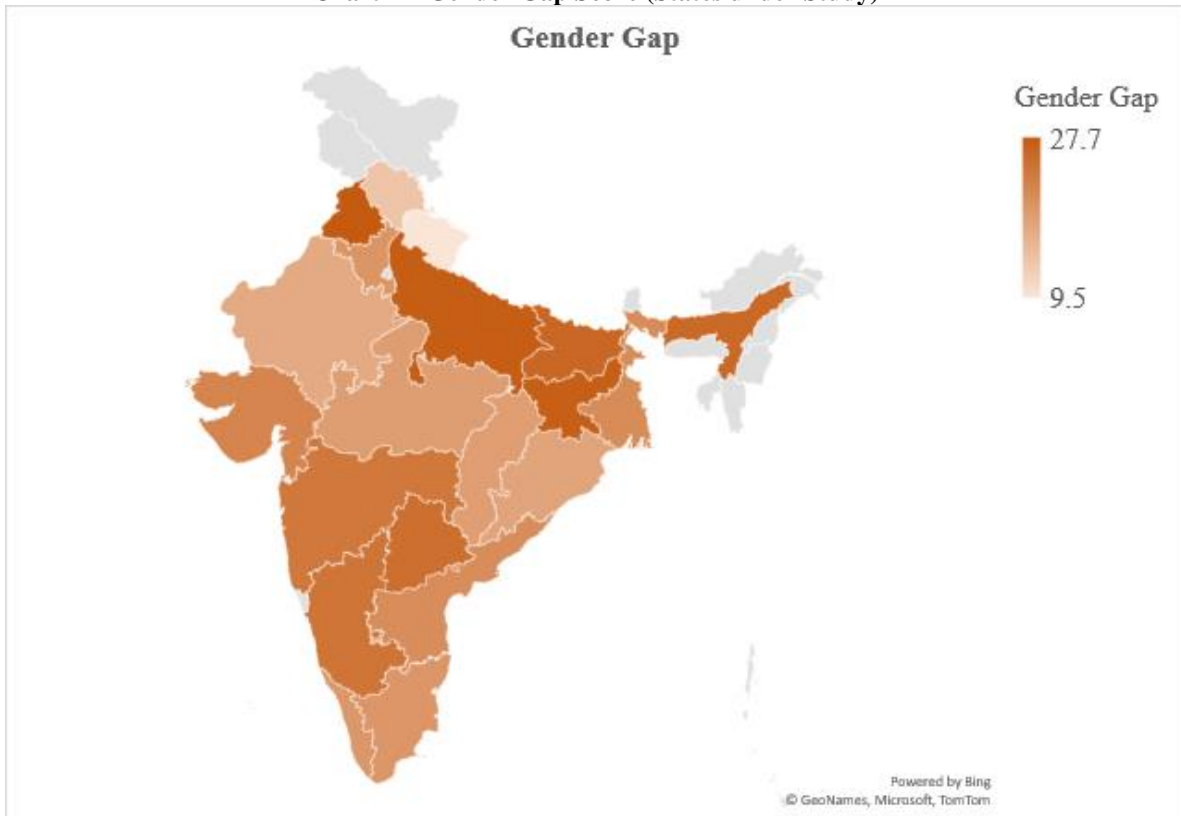 Gender Gap
Gender Gap
27.7
9.5
Powered by Bing
© GeoNames, Microsoft, TomTom